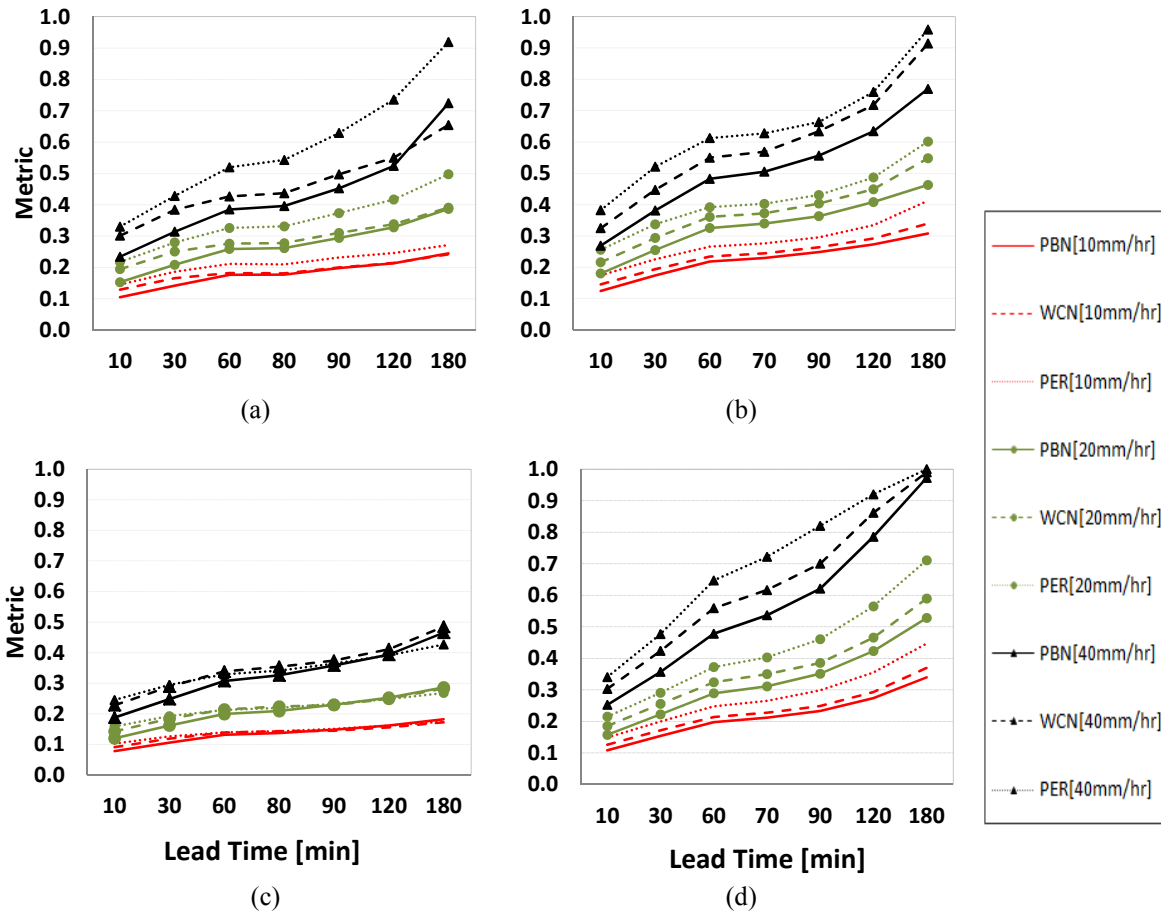 1.0
0.9
0.8
0.7
0.6
0.5
0.4
0.3
0.2
0.1
0.0
Metric
10 30 60 80 90 120 180
(a)
1.0
0.9
0.8
0.7
0.6
0.5
0.4
0.3
0.2
0.1
0.0
10 30 60 70 90 120 180
(b)
1.0
0.9
0.8
0.7
0.6
0.5
0.4
0.3
0.2
0.1
0.0
Metric
10 30 60 80 90 120 180
Lead Time [min]
(c)
1.0
0.9
0.8
0.7
0.6
0.5
0.4
0.3
0.2
0.1
0.0
10 30 60 70 90 120 180
Lead Time [min]
(d)
PBN[10mm/hr]
WCN[10mm/hr]
PER[10mm/hr]
PBN[20mm/hr]
WCN[20mm/hr]
PER[20mm/hr]
PBN[40mm/hr]
WCN[40mm/hr]
PER[40mm/hr]